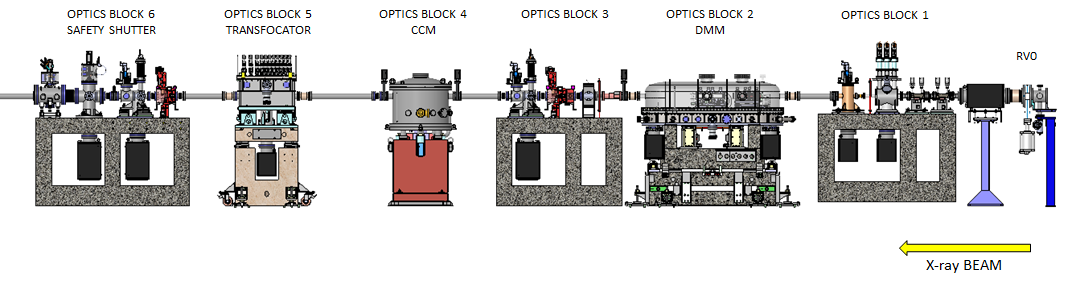 OPTICS BLOCK 6
SAFETY SHUTTER
OPTICS BLOCK 5
TRANSFOCATOR
OPTICS BLOCK 4
CCM
OPTICS BLOCK 3
OPTICS BLOCK 2
DMM
OPTICS BLOCK 1
RV0
X-ray BEAM